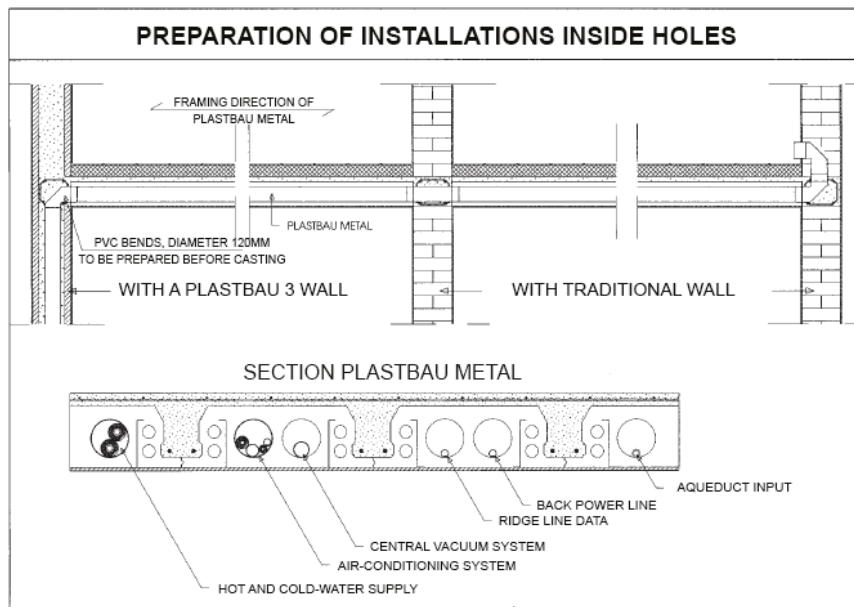 PREPARATION OF INSTALLATIONS INSIDE HOLES
FRAMING DIRECTION OF
PLASTBAU METAL
PLASTBAU METAL
PVC BENDS, DIAMETER 120MM
TO BE PREPARED BEFORE CASTING
WITH A PLASTBAU 3 WALL
WITH TRADITIONAL WALL
SECTION PLASTBAU METAL
AQUEDUCT INPUT
BACK POWER LINE
RIDGE LINE DATA
CENTRAL VACUUM SYSTEM
AIR-CONDITIONING SYSTEM
HOT AND COLD-WATER SUPPLY